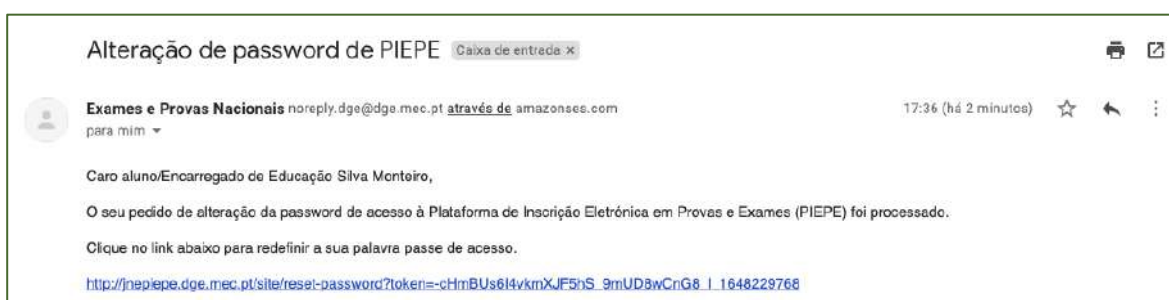 Alteração de password de PIEPE Caixa de entrada ×
Exames e Provas Nacionais noreply.dge@dge.mec.pt através de amazonses.com 17:36 (há 2 minutos)
para mim
Caro aluno/Encarregado de Educação Silva Monteiro,
O seu pedido de alteração da password de acesso à Plataforma de Inscrição Eletrónica em Provas e Exames (PIEPE) foi processado.
Clique no link abaixo para redefinir a sua palavra passe de acesso.
http://jnepiepe.dge.mec.pt/site/reset-password?token=-cHmBUs6I4vkmXJF5hS_9mUD8wCnG8_I_1648229768